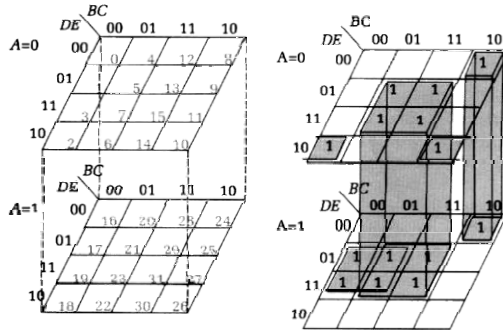 BC BC
DE 00 01 11 10 DE 00 01 11 10
A=0 00 0 4 12 8 A=0 00 1
01 5 13 9 01 1 1
11 3 7 15 11 11 1 1
10 2 6 14 10 10 1 1
BC BC
DE 00 01 11 10 DE 00 01 11 10
A=1 00 16 20 28 24 A=1 00 1
01 17 21 29 25 01 1 1 1
11 19 23 31 27 11 1 1 1
10 18 22 30 26 10